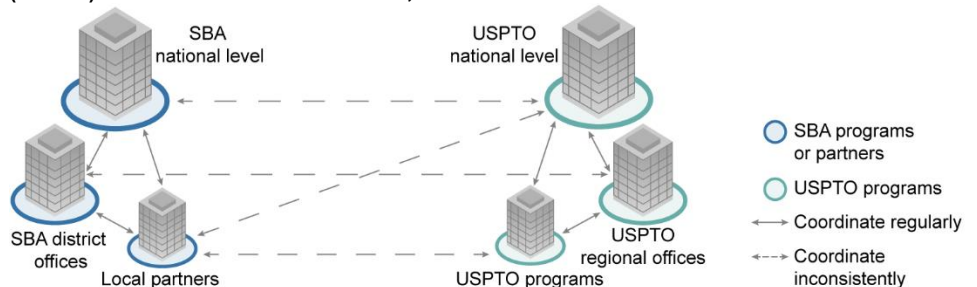 SBA
national level
USPTO
national level
SBA district
offices
Local partners
USPTO programs
USPTO
regional offices
SBA programs
or partners
USPTO programs
Coordinate regularly
Coordinate
inconsistently